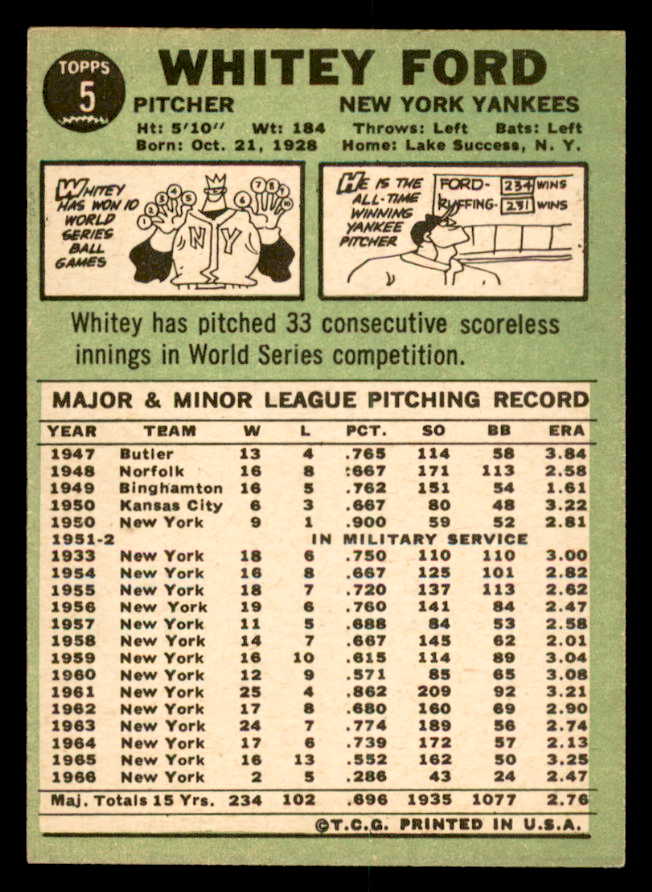 TOPPS
5
WHITEY FORD
PITCHER NEW YORK YANKEES
Ht: 5'10" Wt: 184 Throws: Left Bats: Left
Born: Oct. 21, 1928 Home: Lake Success, N. Y.
WHITEY
HAS WON 10
WORLD
SERIES
BALL
GAMES
1 2 3 4 5 6 7 8 9 10
NY
HE IS THE
ALL-TIME
WINNING
YANKEE
PITCHER
FORD- 234 WINS
RUFFING- 231 WINS
Whitey has pitched 33 consecutive scoreless
innings in World Series competition.
MAJOR & MINOR LEAGUE PITCHING RECORD
YEAR TEAM W L PCT. SO BB ERA
1947 Butler 13 4 .765 114 58 3.84
1948 Norfolk 16 8 :667 171 113 2.58
1949 Binghamton 16 5 .762 151 54 1.61
1950 Kansas City 6 3 .667 80 48 3.22
1950 New York 9 1 .900 59 52 2.81
1951-2 IN MILITARY SERVICE
1933 New York 18 6 .750 110 110 3.00
1954 New York 16 8 .667 125 101 2.82
1955 New York 18 7 .720 137 113 2.62
1956 New York 19 6 .760 141 84 2.47
1957 New York 11 5 .688 84 53 2.58
1958 New York 14 7 .667 145 62 2.01
1959 New York 16 10 .615 114 89 3.04
1960 New York 12 9 .571 85 65 3.08
1961 New York 25 4 .862 209 92 3.21
1962 New York 17 8 .680 160 69 2.90
1963 New York 24 7 .774 189 56 2.74
1964 New York 17 6 .739 172 57 2.13
1965 New York 16 13 .552 162 50 3.25
1966 New York 2 5 .286 43 24 2.47
Maj. Totals 15 Yrs. 234 102 .696 1935 1077 2.76
©T.C.G. PRINTED IN U.S.A.